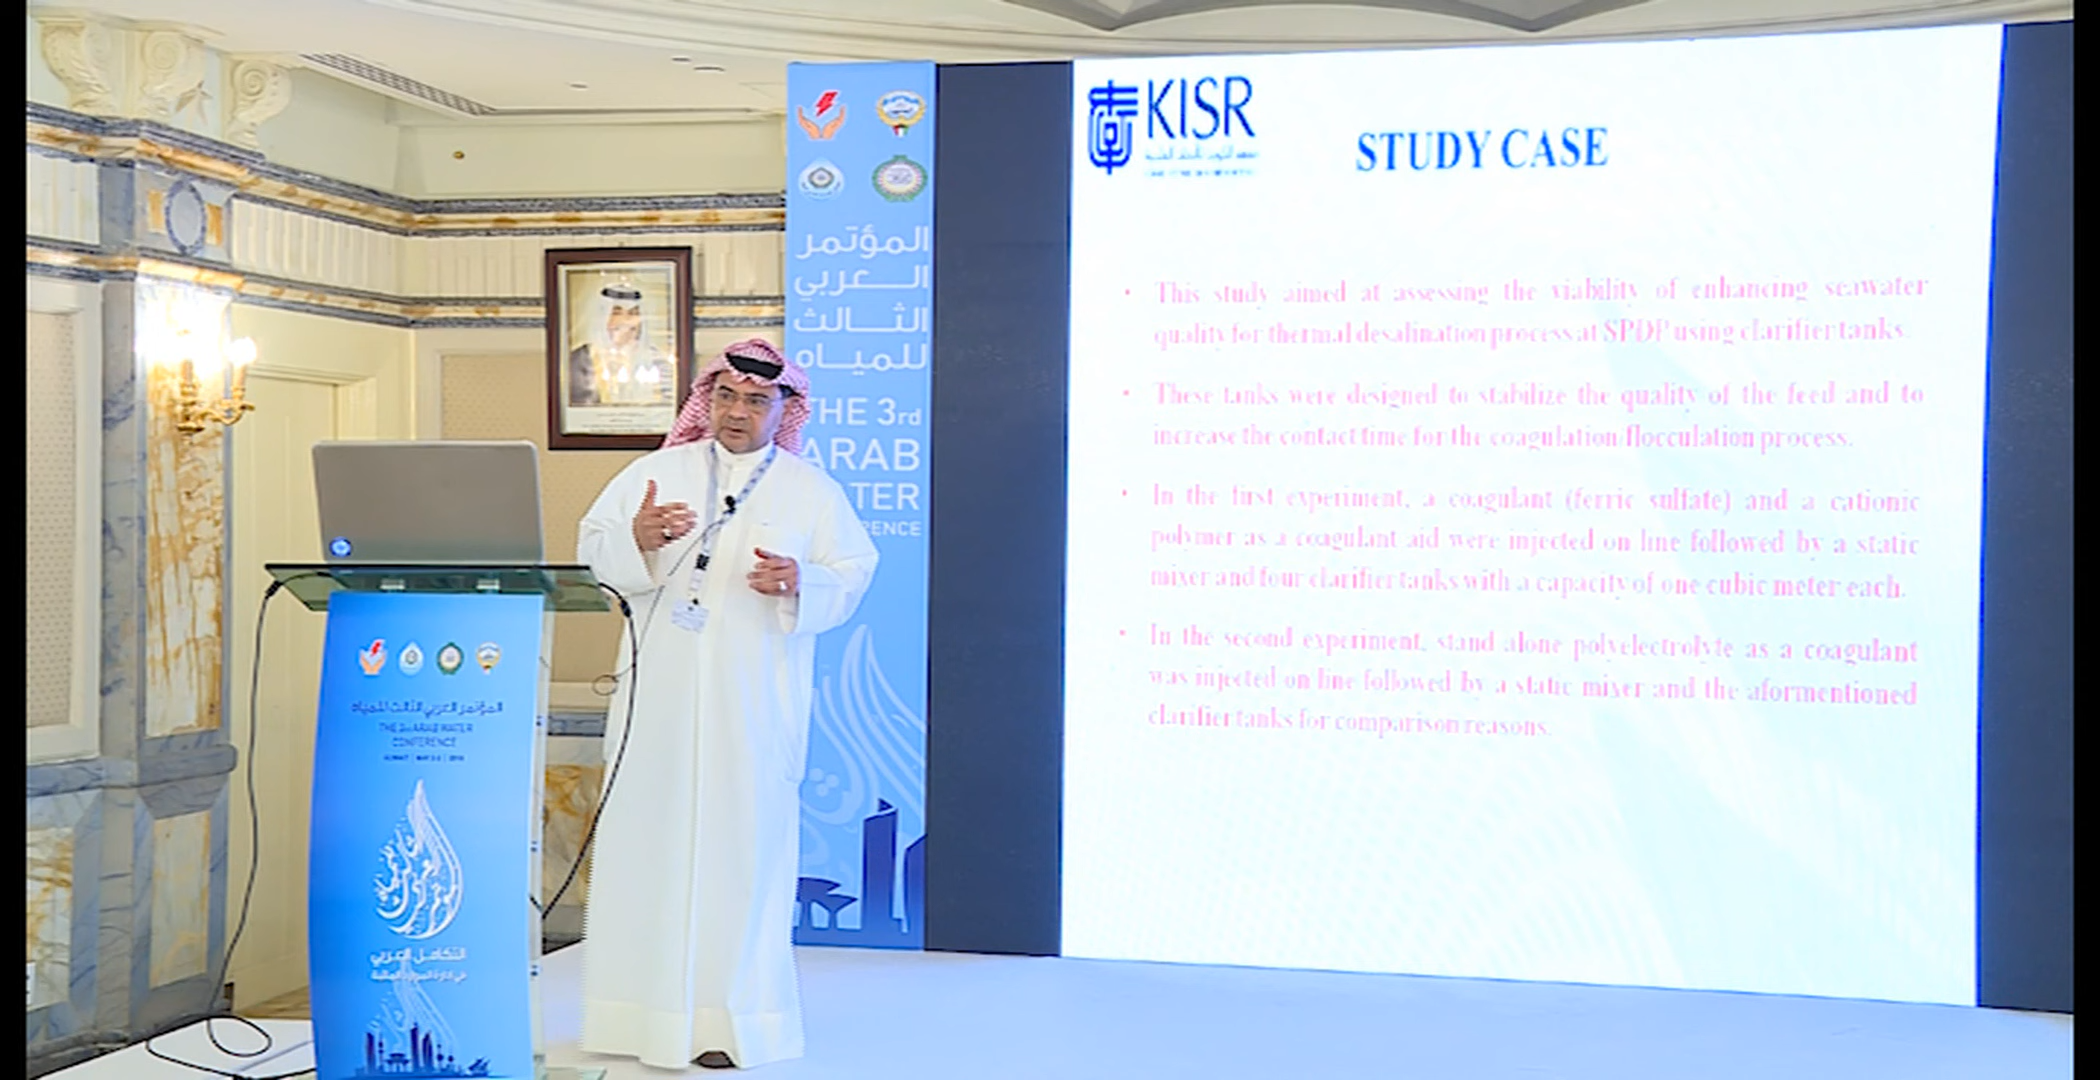 المؤتمر
العربي
الثالث
للمياه
THE 3rd
ARAB
ATER
RENCE
KISR
STUDY CASE
• This study aimed at assessing the viability of enhancing seawater
quality for thermal desalination process at SPDP using clarifier tanks.
• These tanks were designed to stabilize the quality of the feed and to
increase the contact time for the coagulation/flocculation process.
• In the first experiment, a coagulant (ferric sulfate) and a cationic
polymer as a coagulant aid were injected on line followed by a static
mixer and four clarifier tanks with a capacity of one cubic meter each.
• In the second experiment, stand alone polyelectrolyte as a coagulant
was injected on line followed by a static mixer and the aformentioned
clarifier tanks for comparison reasons.
المؤتمر العربي الثالث للمياه
THE 3rd ARAB WATER
CONFERENCE
التكامل العربي